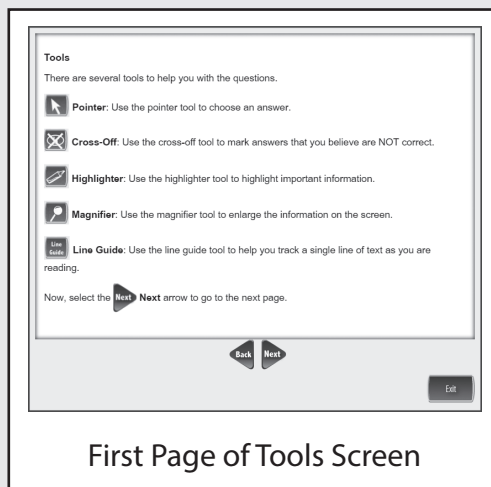 Tools
There are several tools to help you with the questions.
Pointer: Use the pointer tool to choose an answer.
Cross-Off: Use the cross-off tool to mark answers that you believe are NOT correct.
Highlighter: Use the highlighter tool to highlight important information.
Magnifier: Use the magnifier tool to enlarge the information on the screen.
Line Guide Line Guide: Use the line guide tool to help you track a single line of text as you are
reading.
Now, select the Next Next arrow to go to the next page.
Back Next
Exit
First Page of Tools Screen